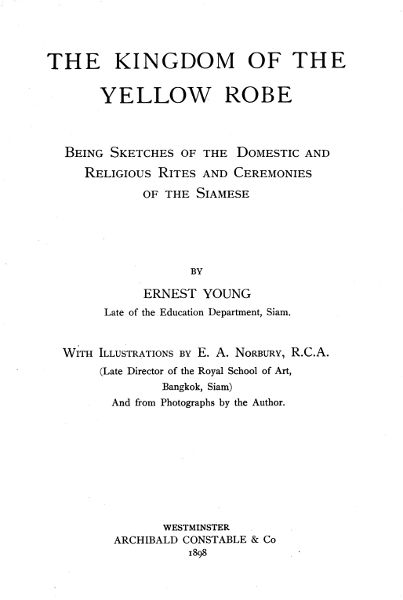 THE KINGDOM OF THE
YELLOW ROBE
BEING SKETCHES OF THE DOMESTIC AND
RELIGIOUS RITES AND CEREMONIES
OF THE SIAMESE
BY
ERNEST YOUNG
Late of the Education Department, Siam.
WITH ILLUSTRATIONS BY E. A. NORBURY, R.C.A.
(Late Director of the Royal School of Art,
Bangkok, Siam)
And from Photographs by the Author.
WESTMINSTER
ARCHIBALD CONSTABLE & Co
1898